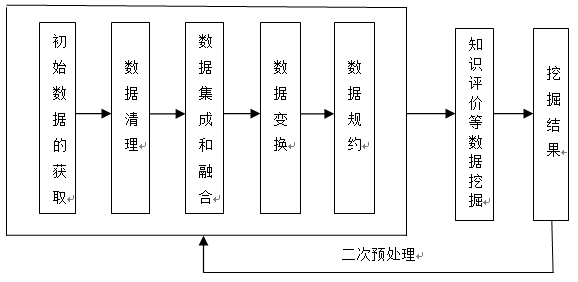 初始数据的获取
数据清理
数据集成和融合
数据变换
数据规约
知识评价等数据挖掘
挖掘结果
二次预处理